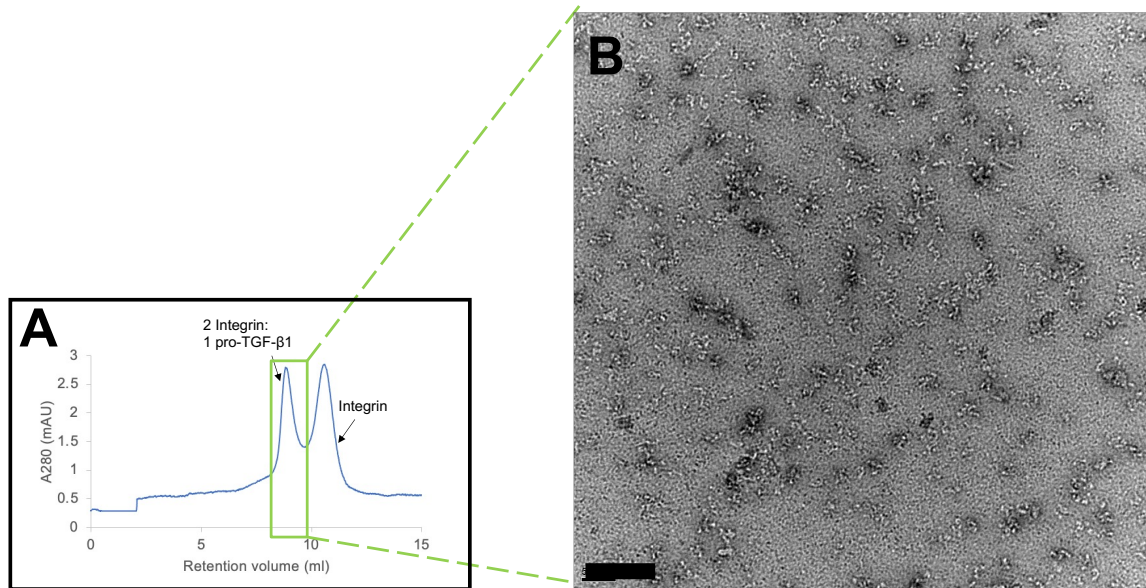 A
B
2 Integrin:
1 pro-TGF-β1
Integrin
A280 (mAU)
3
2.5
2
1.5
1
0.5
0
0
5
10
15
Retention volume (ml)